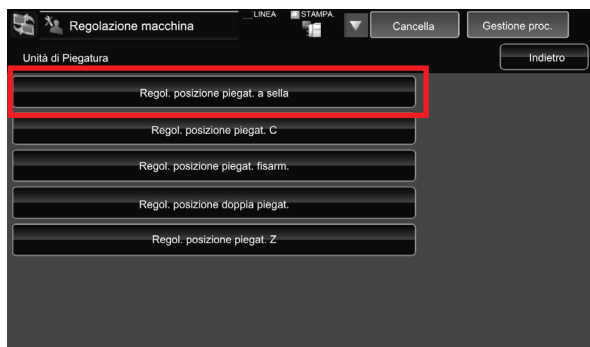 Regolazione macchina
LINEA
STAMPA.
Cancella
Gestione proc.
Unità di Piegatura
Indietro
Regol. posizione piegat. a sella
Regol. posizione piegat. C
Regol. posizione piegat. fisarm.
Regol. posizione doppia piegat.
Regol. posizione piegat. Z